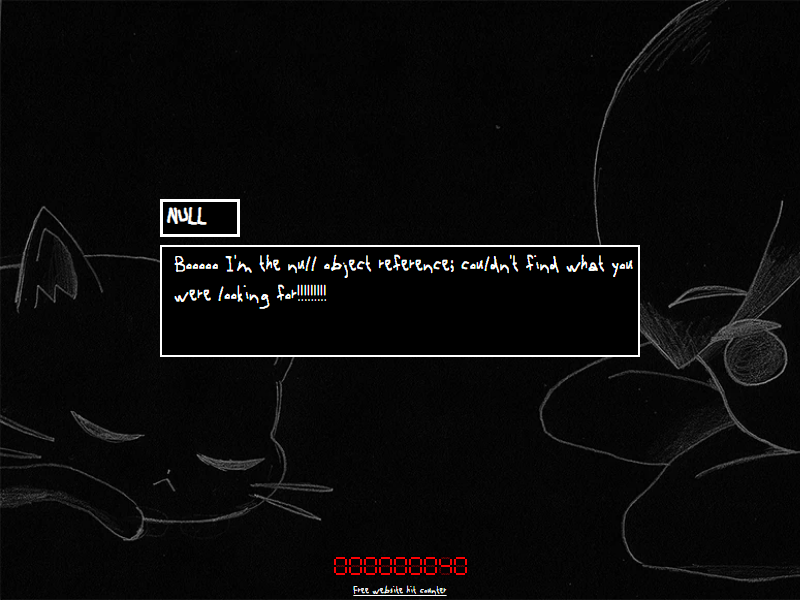 NULL
Booooo I'm the null object reference; couldn't find what you
were looking for!!!!!!!!!
000000040
Free website hit counter